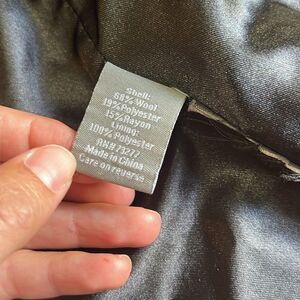 Shell:
66% Wool
19% Polyester
15% Rayon
Lining:
100% Polyester
RN# 73277
Made in China
Care on reverse